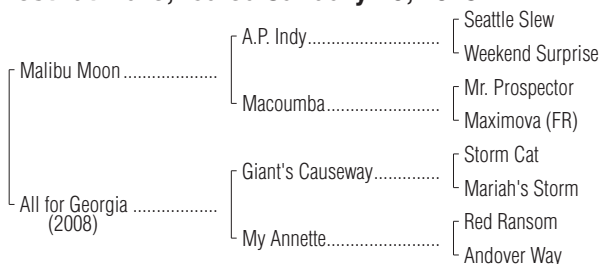 Seattle Slew
A.P. Indy
Weekend Surprise
Malibu Moon
Mr. Prospector
Macoumba
Maximova (FR)
Storm Cat
Giant's Causeway
Mariah's Storm
All for Georgia
(2008)
Red Ransom
My Annette
Andover Way